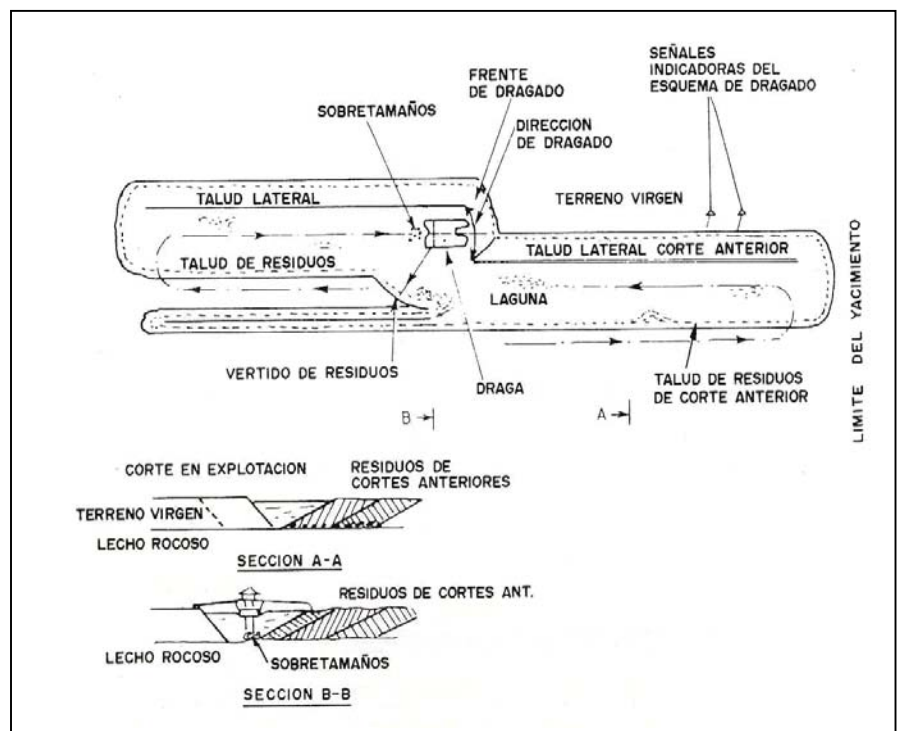 SEÑALES
INDICADORAS DEL
ESQUEMA DE DRAGADO
FRENTE
DE DRAGADO
SOBRETAMAÑOS
DIRECCION
DE DRAGADO
TALUD LATERAL
TERRENO VIRGEN
TALUD LATERAL CORTE ANTERIOR
TALUD DE RESIDUOS
LAGUNA
LIMITE DEL YACIMIENTO
VERTIDO DE RESIDUOS
DRAGA
TALUD DE RESIDUOS
DE CORTE ANTERIOR
B
A
CORTE EN EXPLOTACION
RESIDUOS DE
CORTES ANTERIORES
TERRENO VIRGEN
LECHO ROCOSO
SECCION A-A
RESIDUOS DE CORTES ANT.
LECHO ROCOSO
SOBRETAMAÑOS
SECCION B-B